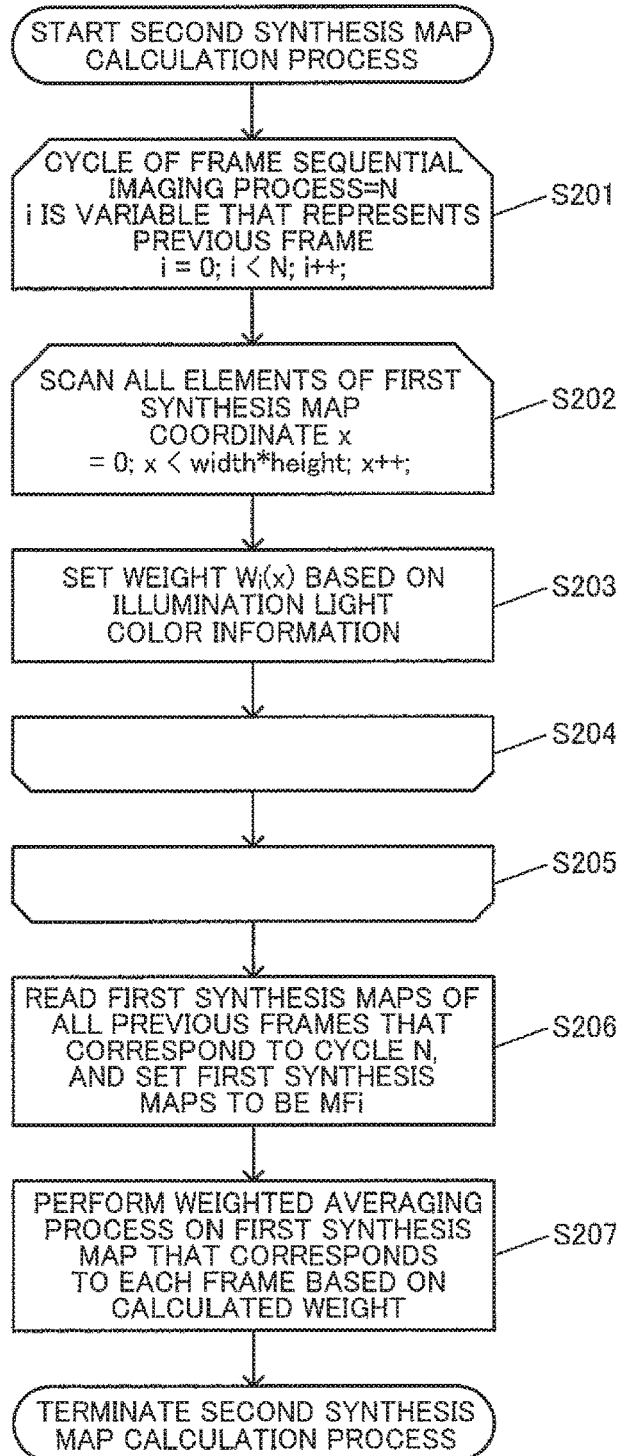 START SECOND SYNTHESIS MAP
CALCULATION PROCESS
CYCLE OF FRAME SEQUENTIAL
IMAGING PROCESS=N
i IS VARIABLE THAT REPRESENTS
PREVIOUS FRAME
i = 0; i < N; i++;
S201
SCAN ALL ELEMENTS OF FIRST
SYNTHESIS MAP
COORDINATE x
= 0; x < width*height; x++;
S202
SET WEIGHT Wi(x) BASED ON
ILLUMINATION LIGHT
COLOR INFORMATION
S203
S204
S205
READ FIRST SYNTHESIS MAPS OF
ALL PREVIOUS FRAMES THAT
CORRESPOND TO CYCLE N,
AND SET FIRST SYNTHESIS
MAPS TO BE MFi
S206
PERFORM WEIGHTED AVERAGING
PROCESS ON FIRST SYNTHESIS
MAP THAT CORRESPONDS
TO EACH FRAME BASED ON
CALCULATED WEIGHT
S207
TERMINATE SECOND SYNTHESIS
MAP CALCULATION PROCESS